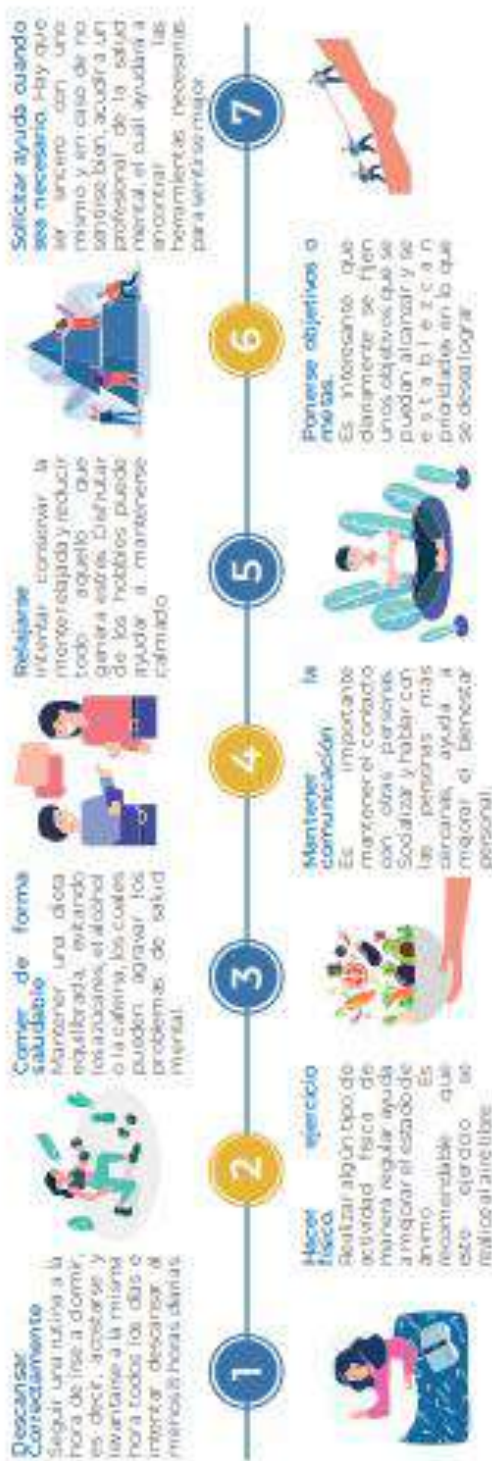 1
Descansar
Correctamente
Seguir una rutina a la
hora de irse a dormir,
es decir, acostarse y
levantarse a la misma
hora todos los días e
intentar descansar al
menos 8 horas diarias.
2
Hacer ejercicio
físico.
Realizar algún tipo de
actividad física de
manera regular ayuda
a mejorar el estado de
ánimo. Es
recomendable que
este ejercicio se
realice al aire libre.
3
Comer de forma
saludable
Mantener una dieta
equilibrada, evitando
los azúcares, el alcohol
o la cafeína, los cuales
pueden agravar los
problemas de salud
mental.
4
Mantener la
comunicación
Es importante
mantener el contacto
con otras personas.
Socializar y hablar con
las personas más
cercanas, ayuda a
mejorar el bienestar
personal.
5
Relajarse
Intentar conservar la
mente relajada y reducir
todo aquello que
genera estrés. Disfrutar
de los hobbies puede
ayudar a mantenerse
calmado
6
Ponerse objetivos o
metas.
Es interesante que
diariamente se fijen
unos objetivos que se
puedan alcanzar y se
establezcan
prioridades en lo que
se desea lograr.
7
Solicitar ayuda cuando
sea necesario. Hay que
ser sincero con uno
mismo y en caso de no
sentirse bien, acudir a un
profesional de la salud
mental, el cual ayudará a
encontrar las
herramientas necesarias
para sentirse mejor